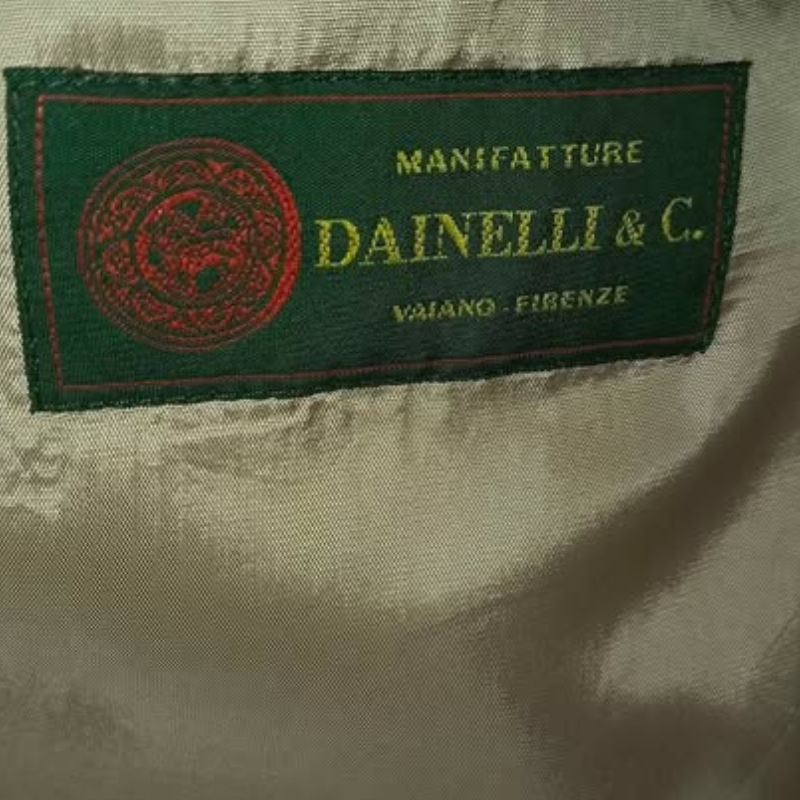 MANIFATTURE
DAINELLI & C.
VAIANO - FIRENZE